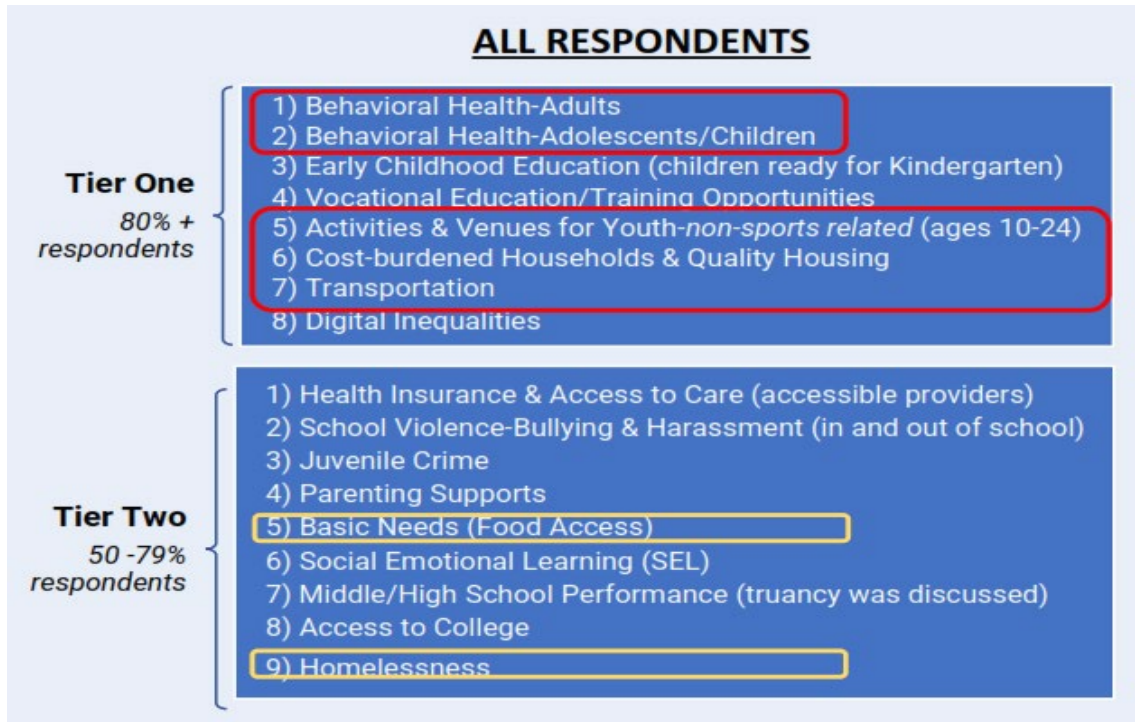 ALL RESPONDENTS
Tier One
80% +
respondents
1) Behavioral Health-Adults
2) Behavioral Health-Adolescents/Children
3) Early Childhood Education (children ready for Kindergarten)
4) Vocational Education/Training Opportunities
5) Activities & Venues for Youth-non-sports related (ages 10-24)
6) Cost-burdened Households & Quality Housing
7) Transportation
8) Digital Inequalities
Tier Two
50 -79%
respondents
1) Health Insurance & Access to Care (accessible providers)
2) School Violence-Bullying & Harassment (in and out of school)
3) Juvenile Crime
4) Parenting Supports
5) Basic Needs (Food Access)
6) Social Emotional Learning (SEL)
7) Middle/High School Performance (truancy was discussed)
8) Access to College
9) Homelessness